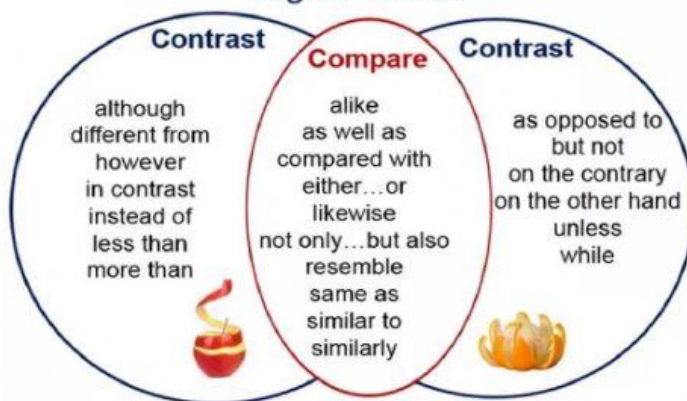 Contrast
although
different from
however
in contrast
instead of
less than
more than
Compare
alike
as well as
compared with
either…or
likewise
not only…but also
resemble
same as
similar to
similarly
Contrast
as opposed to
but not
on the contrary
on the other hand
unless
while